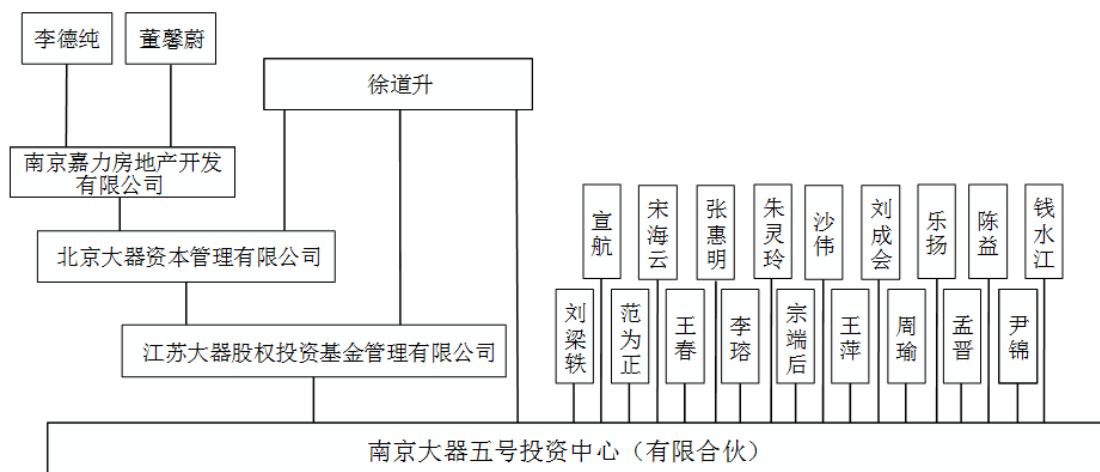 李德纯
董馨蔚
徐道升
南京嘉力房地产开发
有限公司
北京大器资本管理有限公司
江苏大器股权投资基金管理有限公司
宣航
宋海云
张惠明
朱灵玲
沙伟
刘成会
乐扬
陈益
钱水江
刘梁轶
范为正
王春
李瑢
宗端后
王萍
周瑜
孟晋
尹锦
南京大器五号投资中心（有限合伙）